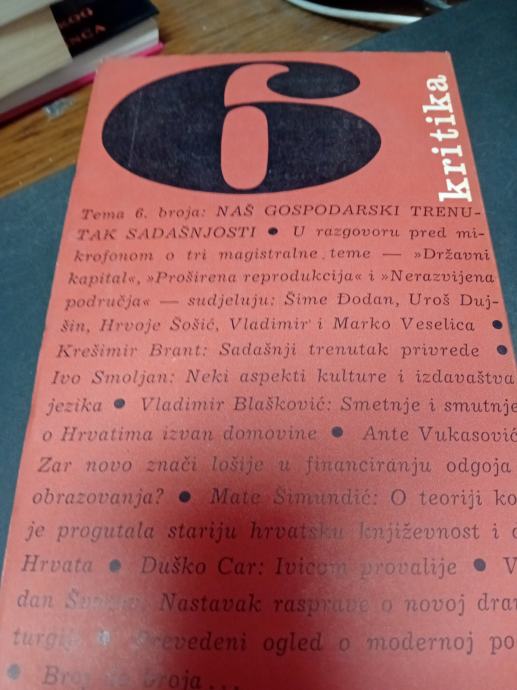 6
kritika
Tema 6. broja: NAŠ GOSPODARSKI TRENU-
TAK SADAŠNJOSTI ● U razgovoru pred mi-
krofonom o tri magistralne teme — »Državni
kapital«, »Proširena reprodukcija« i »Nerazvijena
područja« — sudjeluju: Šime Đodan, Uroš Duj-
šin, Hrvoje Šošić, Vladimir i Marko Veselica ●
Krešimir Brant: Sadašnji trenutak privrede ●
Ivo Smoljan: Neki aspekti kulture i izdavaštva
jezika ● Vladimir Blašković: Smetnje i smutnje
o Hrvatima izvan domovine ● Ante Vukasović
Zar novo znači lošije u financiranju odgoja
obrazovanja? ● Mate Šimundić: O teoriji ko
je progutala stariju hrvatsku književnost i
Hrvata ● Duško Car: Ivicom provalije ● V
dan Nastavak rasprave o novoj dra
turgiji ● Prevedeni ogled o modernoj po
● Broj do broja...